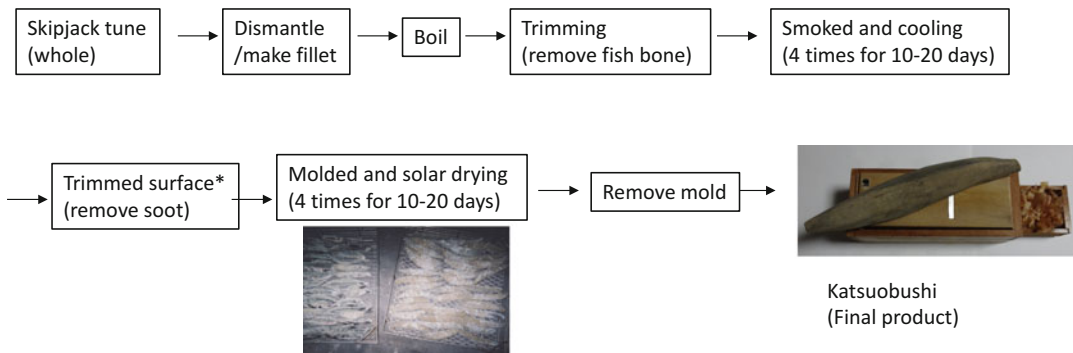 Skipjack tune
(whole)
Dismantle
/make fillet
Boil
Trimming
(remove fish bone)
Smoked and cooling
(4 times for 10-20 days)
Trimmed surface*
(remove soot)
Molded and solar drying
(4 times for 10-20 days)
Remove mold
Katsuobushi
(Final product)